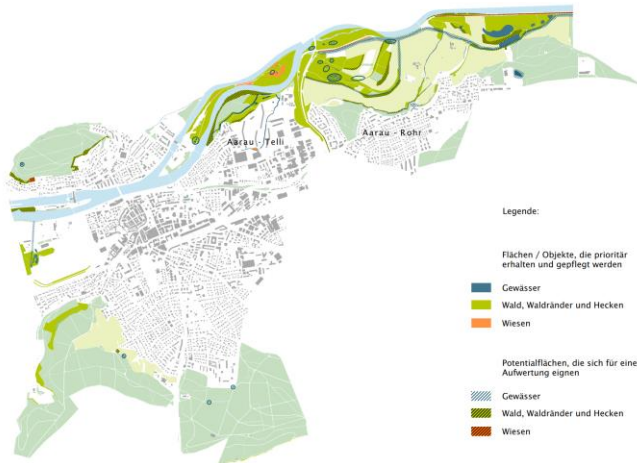 Aarau - Telli
Aarau - Rohr
Legende:
Flächen / Objekte, die prioritär
erhalten und gepflegt werden
Gewässer
Wald, Waldränder und Hecken
Wiesen
Potentialflächen, die sich für eine
Aufwertung eignen
Gewässer
Wald, Waldränder und Hecken
Wiesen